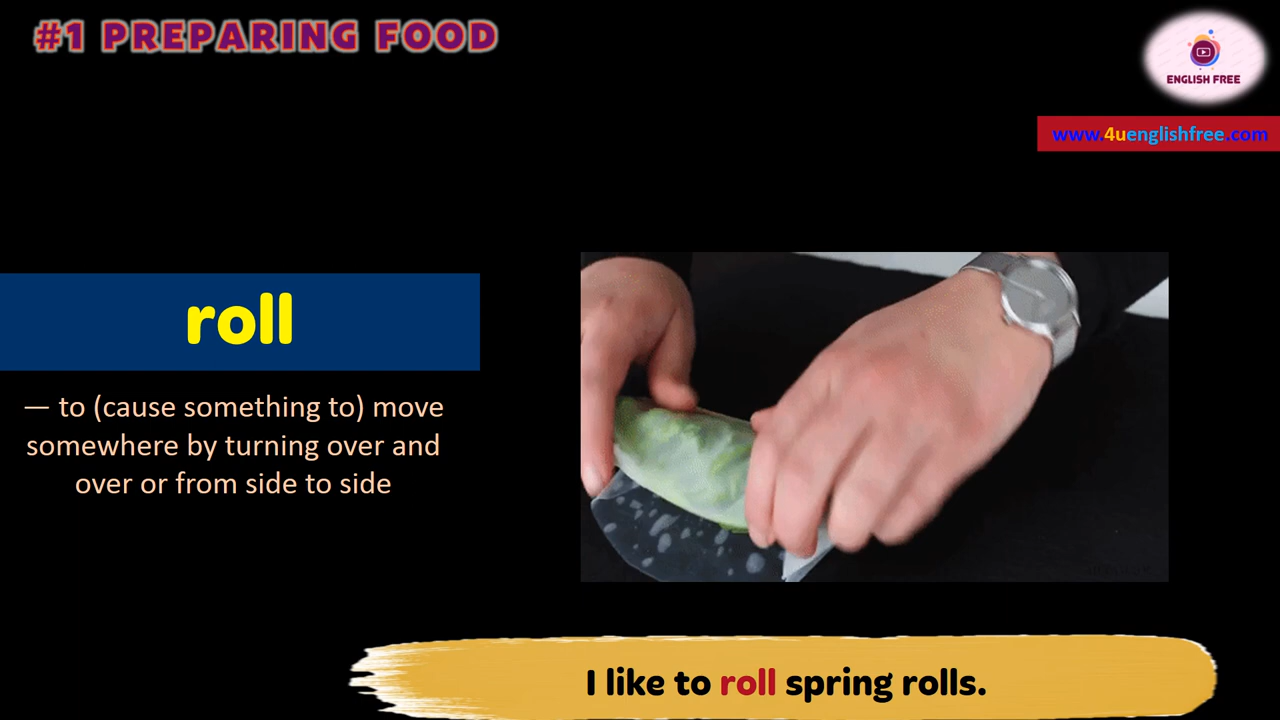 #1 PREPARING FOOD
ENGLISH FREE
www.4uenglishfree.com
roll
— to (cause something to) move
somewhere by turning over and
over or from side to side
I like to roll spring rolls.